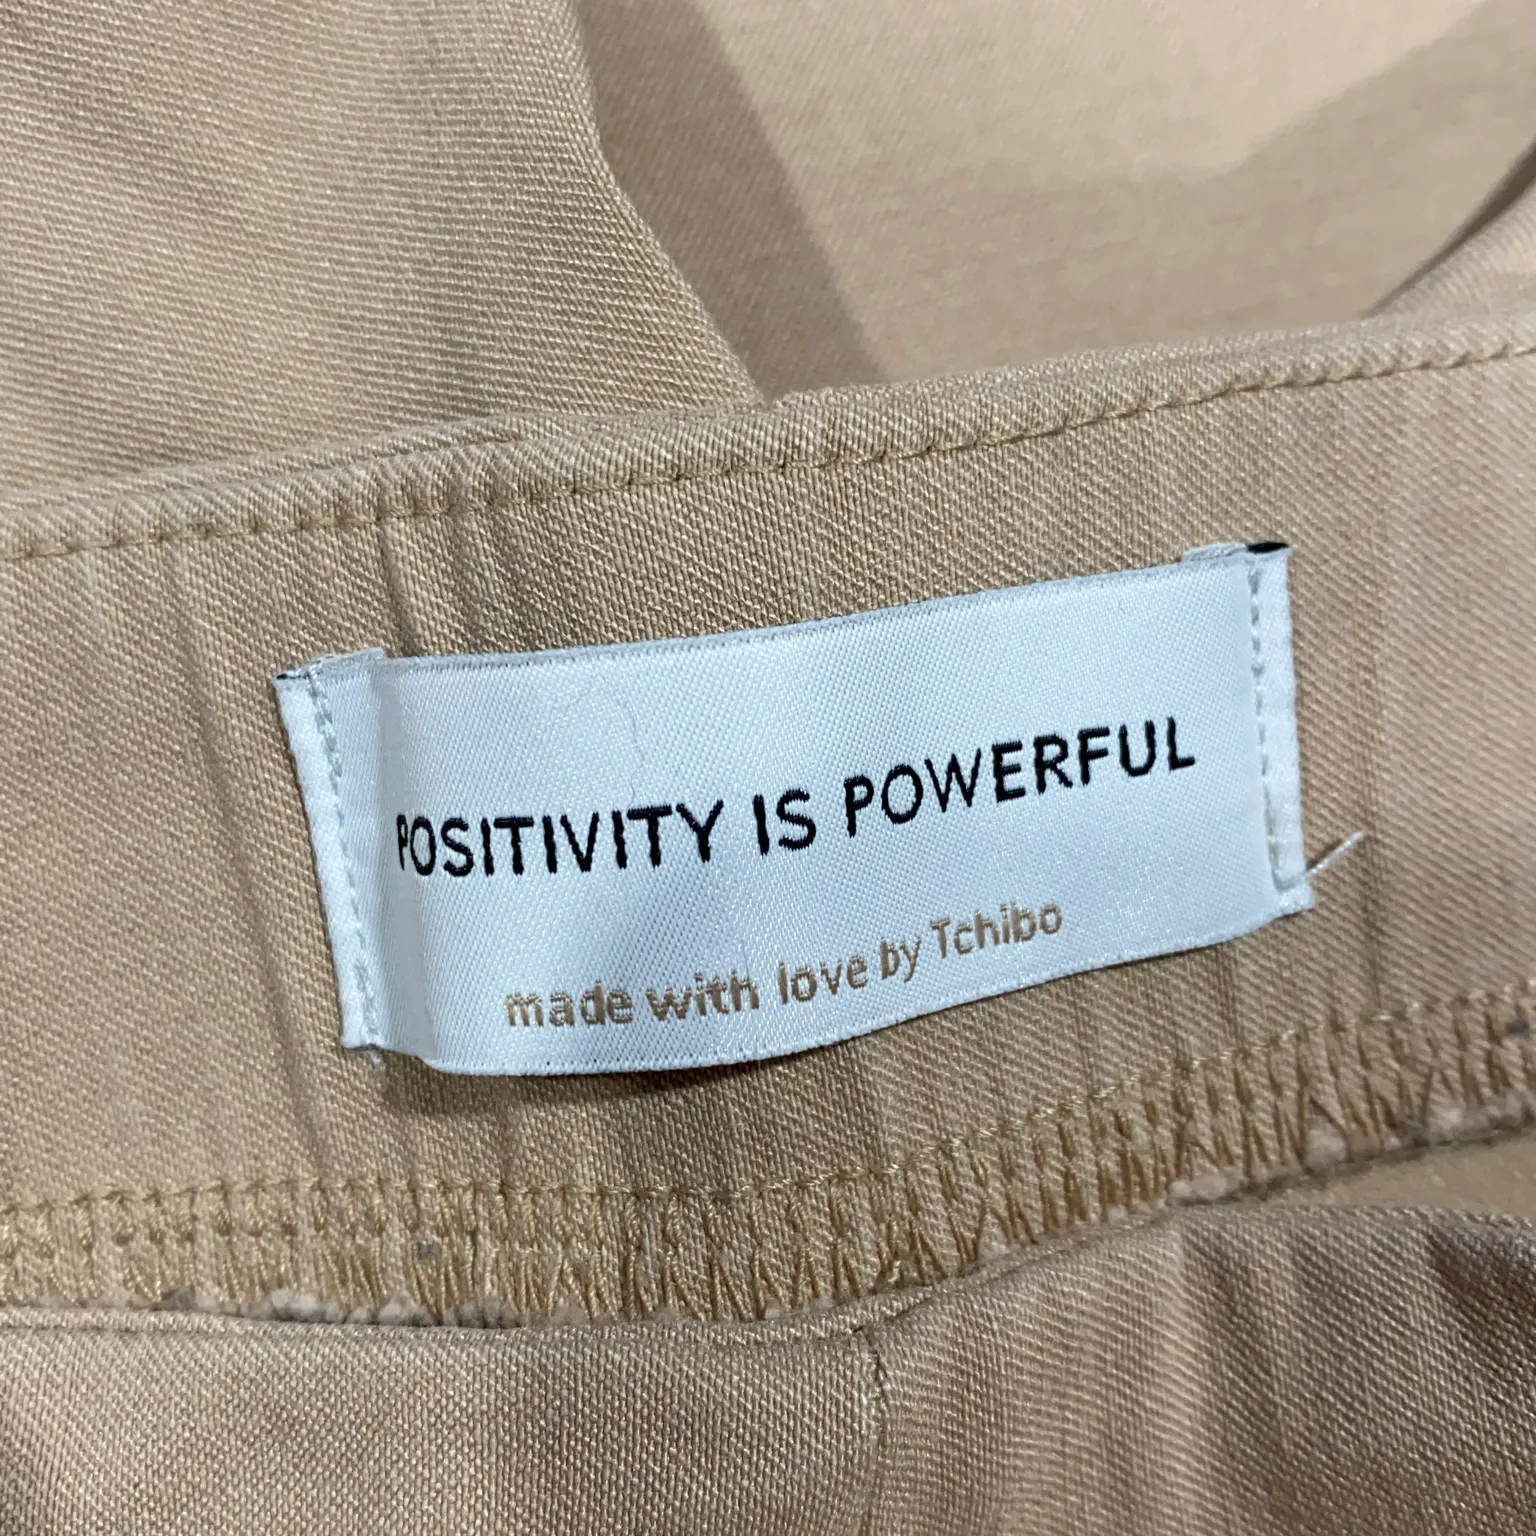 POSITIVITY IS POWERFUL
made with love by Tchibo